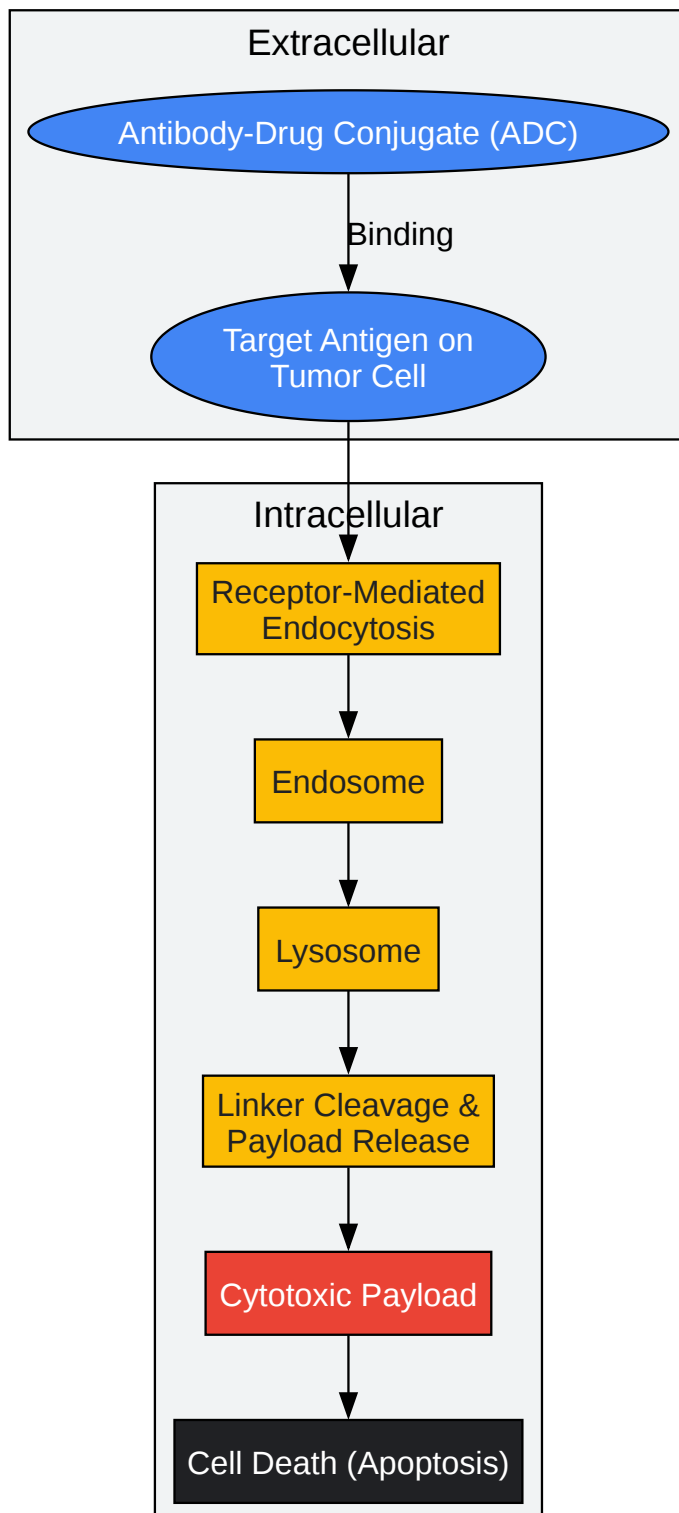 Extracellular
Antibody-Drug Conjugate (ADC)
Binding
Target Antigen on
Tumor Cell
Intracellular
Receptor-Mediated
Endocytosis
Endosome
Lysosome
Linker Cleavage &
Payload Release
Cytotoxic Payload
Cell Death (Apoptosis)